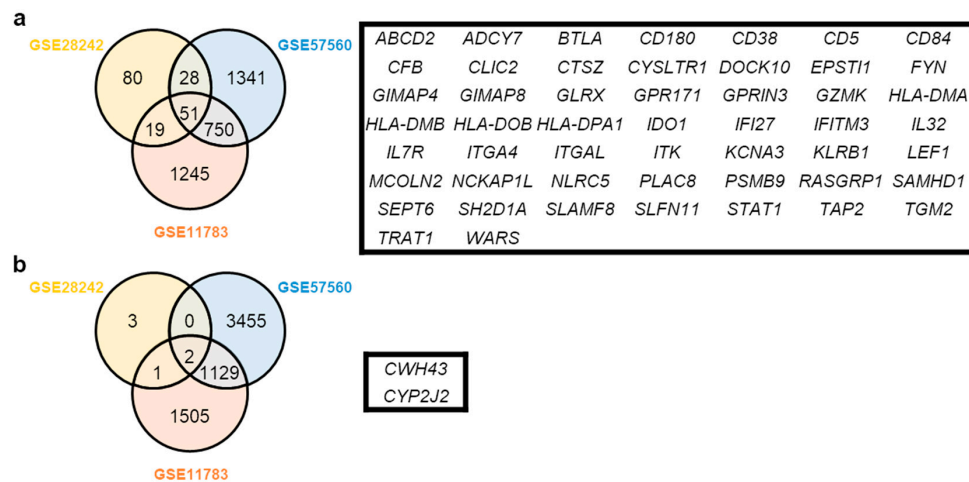 a
GSE28242
GSE57560
80 28 1341
51
19 750
1245
GSE11783
ABCD2 ADCY7 BTLA CD180 CD38 CD5 CD84
CFB CLIC2 CTSZ CYSLTR1 DOCK10 EPSTI1 FYN
GIMAP4 GIMAP8 GLRX GPR171 GPRIN3 GZMK HLA-DMA
HLA-DMB HLA-DOB HLA-DPA1 IDO1 IFI27 IFITM3 IL32
IL7R ITGA4 ITGAL ITK KCNA3 KLRB1 LEF1
MCOLN2 NCKAP1L NLRC5 PLAC8 PSMB9 RASGRP1 SAMHD1
SEPT6 SH2D1A SLAMF8 SLFN11 STAT1 TAP2 TGM2
TRAT1 WARS
b
GSE28242
GSE57560
3 0 3455
2
1 1129
1505
GSE11783
CWH43
CYP2J2